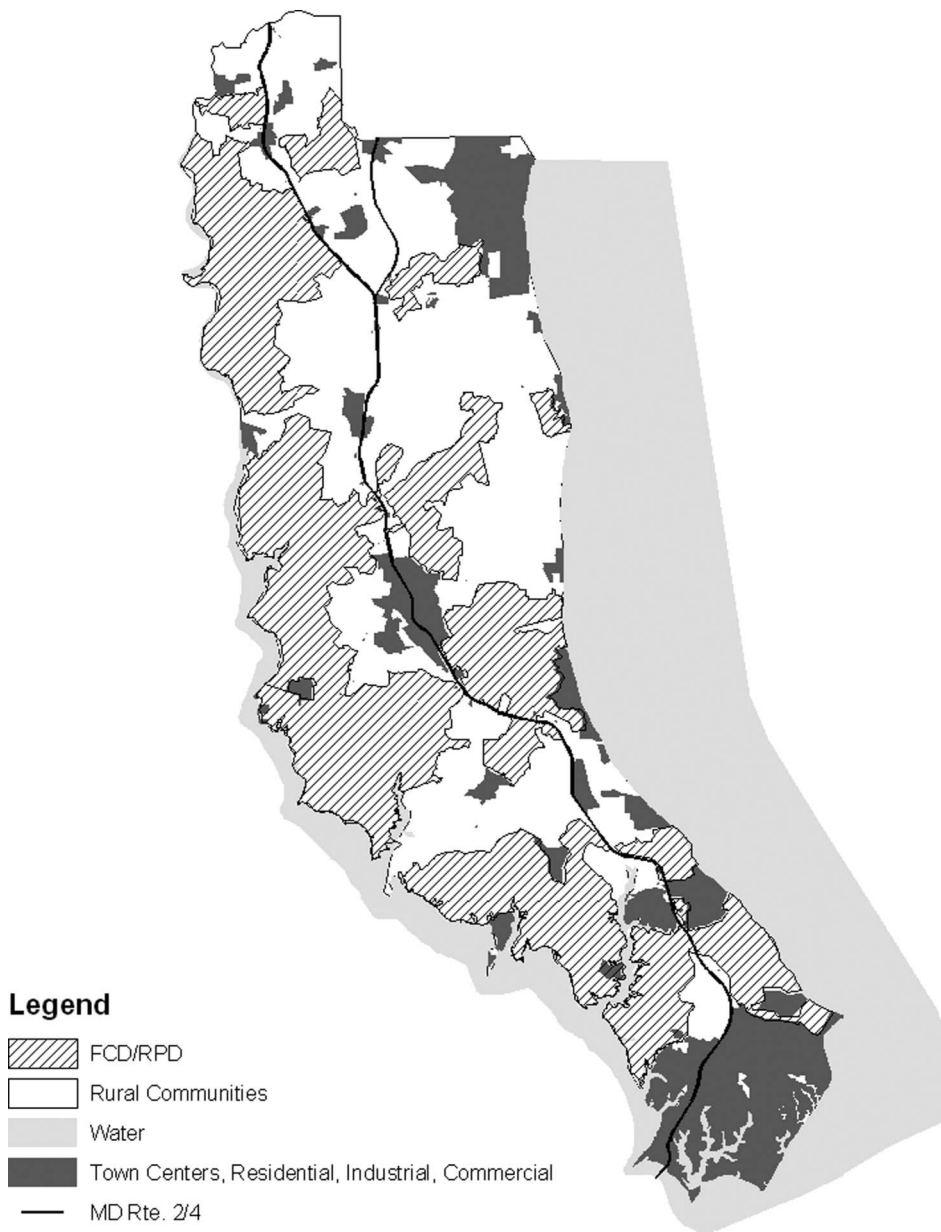 Legend
FCD/RPD
Rural Communities
Water
Town Centers, Residential, Industrial, Commercial
MD Rte. 2/4